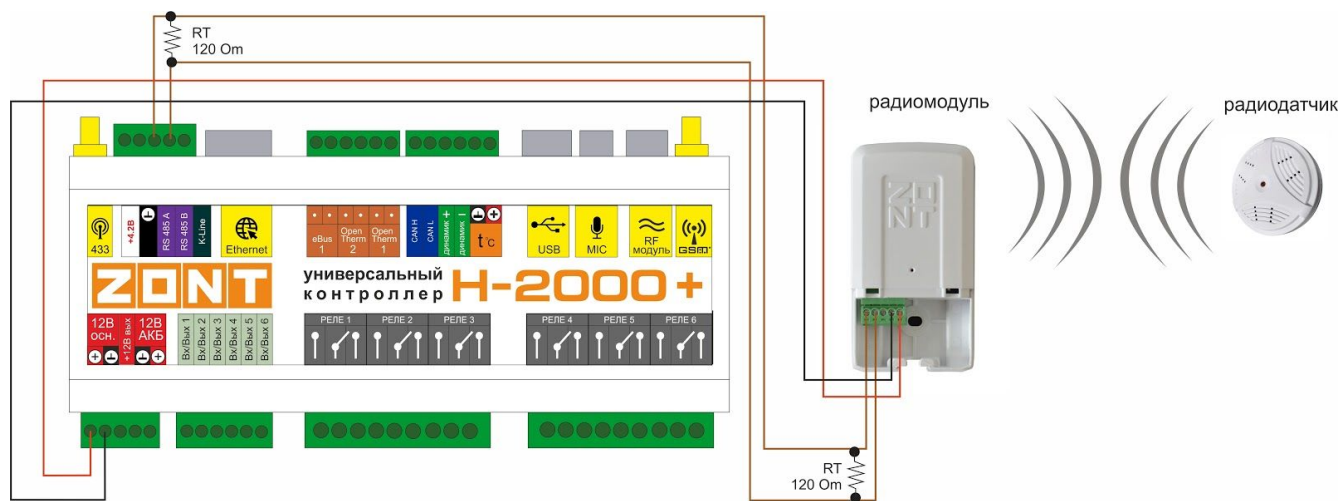 RT
120 Om
радиомодуль
радиодатчик
ZONT
433
+4.2В
RS 485 A
RS 485 B
K-Line
Ethernet
eBus
1
Open
Therm
2
Open
Therm
1
CAN H
CAN L
динамик +
динамик –
t°c
USB
MIC
RF
модуль
GSM
ZONT
универсальный
контроллер
H-2000+
12В
осн.
+12В вых
12В
АКБ
Вх/Вых 1
Вх/Вых 2
Вх/Вых 3
Вх/Вых 4
Вх/Вых 5
Вх/Вых 6
РЕЛЕ 1
РЕЛЕ 2
РЕЛЕ 3
РЕЛЕ 4
РЕЛЕ 5
РЕЛЕ 6
RT
120 Om